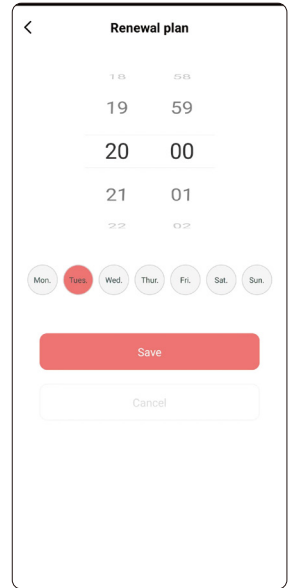 Renewal plan
18 58
19 59
20 00
21 01
22 02
Mon. Tues. Wed. Thur. Fri. Sat. Sun.
Save
Cancel